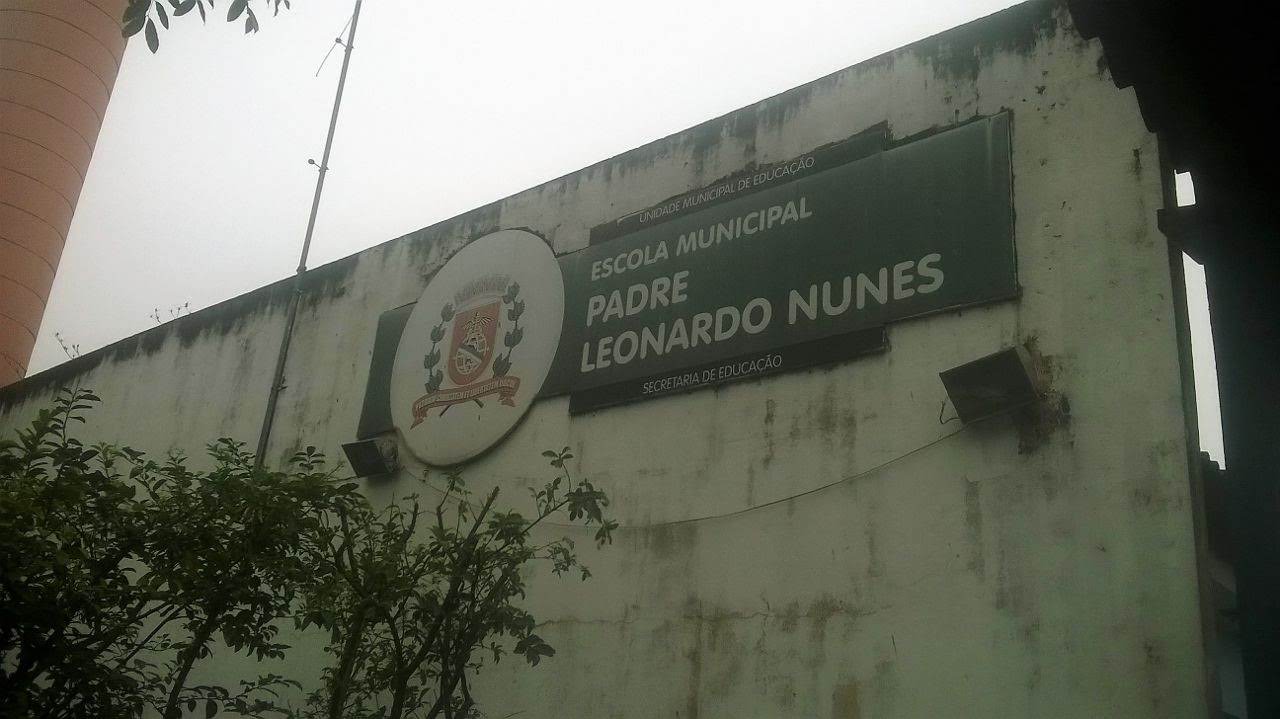 UNIDADE MUNICIPAL DE EDUCAÇÃO
ESCOLA MUNICIPAL
PADRE
LEONARDO NUNES
SECRETARIA DE EDUCAÇÃO